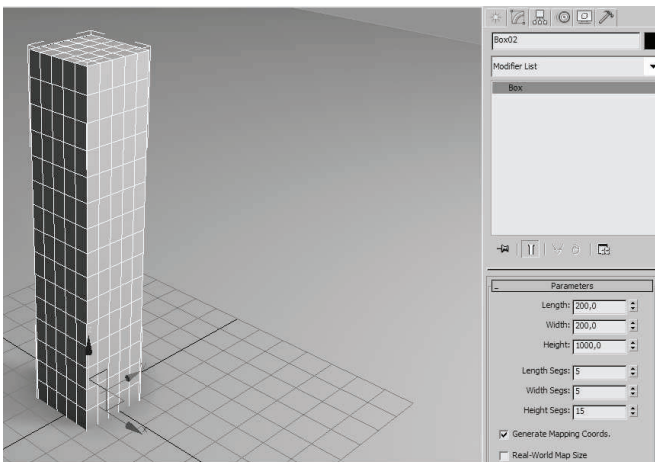 Box02
Modifier List
Box
Parameters
Length: 200,0
Width: 200,0
Height: 1000,0
Length Segs: 5
Width Segs: 5
Height Segs: 15
Generate Mapping Coords.
Real-World Map Size